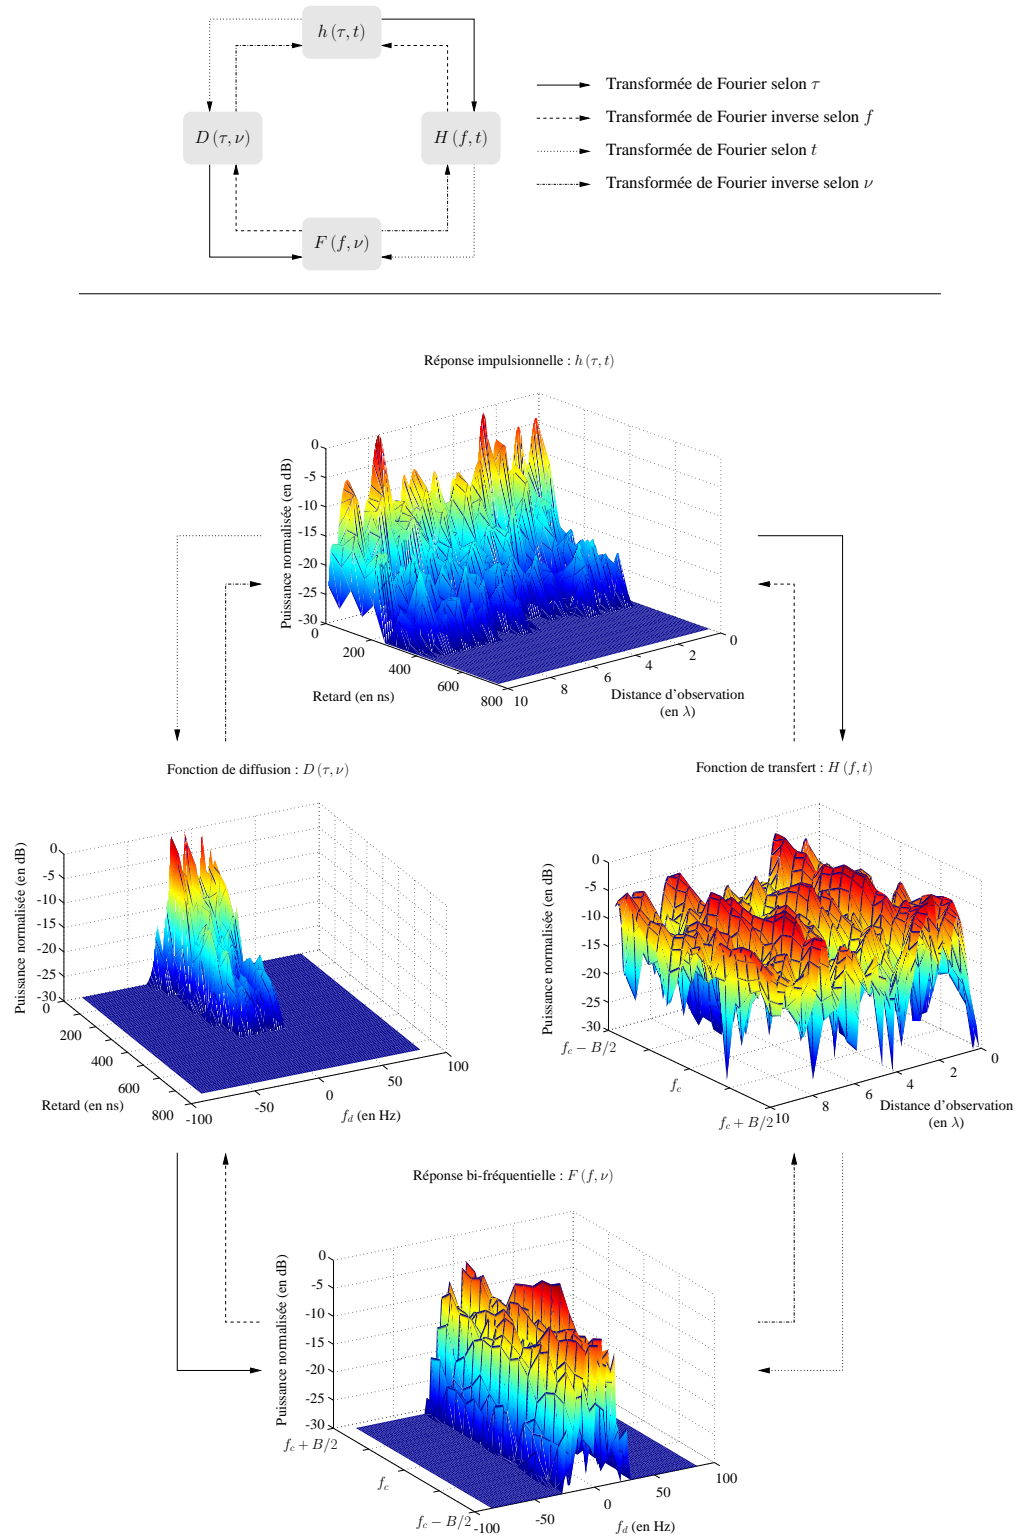 h (τ, t)
D (τ, ν)
H (f, t)
F (f, ν)
Transformée de Fourier selon τ
Transformée de Fourier inverse selon f
Transformée de Fourier selon t
Transformée de Fourier inverse selon ν
Réponse impulsionnelle : h (τ, t)
Puissance normalisée (en dB)
0
-5
-10
-15
-20
-25
-30
0
200
400
600
800
Retard (en ns)
10
8
6
4
2
0
Distance d'observation
(en λ)
Fonction de diffusion : D (τ, ν)
Puissance normalisée (en dB)
0
-5
-10
-15
-20
-25
-30
0
200
400
600
800
Retard (en ns)
-100
-50
0
50
100
f_d (en Hz)
Fonction de transfert : H (f, t)
Puissance normalisée (en dB)
0
-5
-10
-15
-20
-25
-30
f_c − B/2
f_c
f_c + B/2
10
8
6
4
2
0
Distance d'observation
(en λ)
Réponse bi-fréquentielle : F (f, ν)
Puissance normalisée (en dB)
0
-5
-10
-15
-20
-25
-30
f_c + B/2
f_c
f_c − B/2
-100
-50
0
50
100
f_d (en Hz)